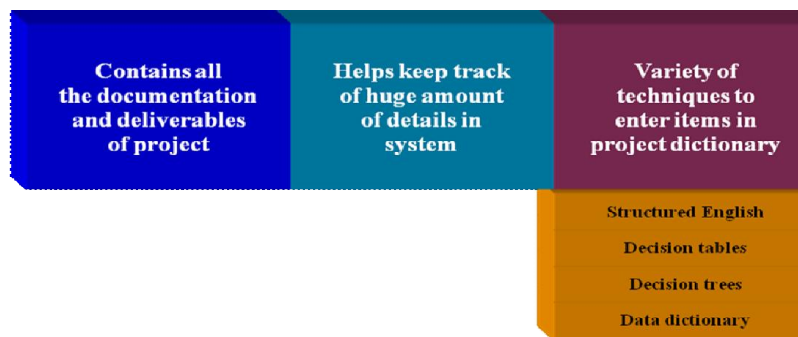 Contains all
the documentation
and deliverables
of project
Helps keep track
of huge amount
of details in
system
Variety of
techniques to
enter items in
project dictionary
Structured English
Decision tables
Decision trees
Data dictionary